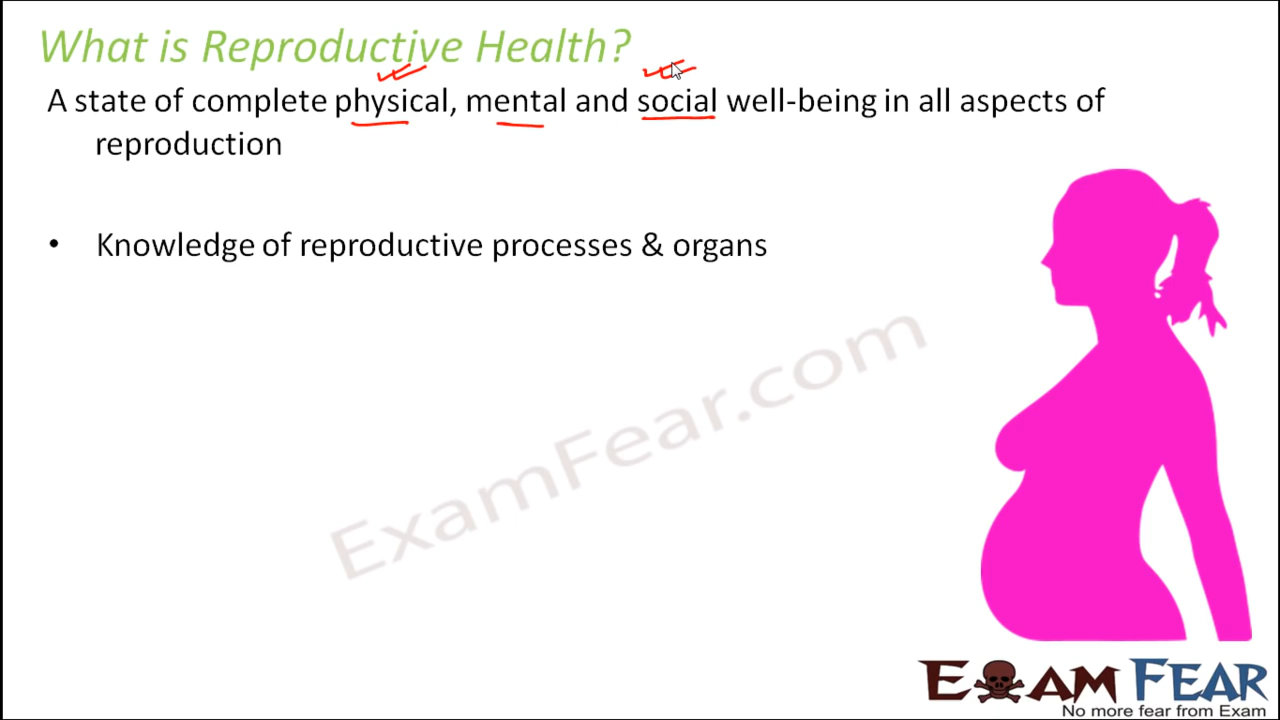 What is Reproductive Health?
A state of complete physical, mental and social well-being in all aspects of
reproduction
• Knowledge of reproductive processes & organs
ExamFear.com
EXAM FEAR
No more fear from Exam